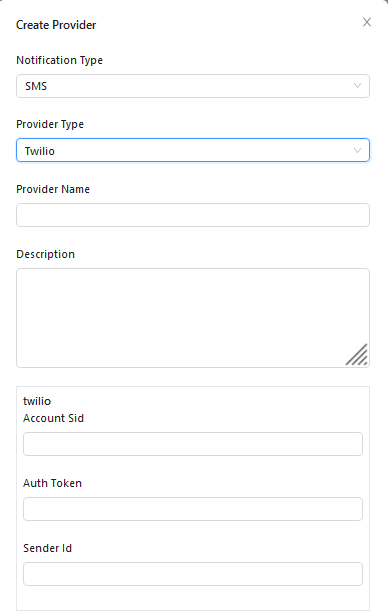 Create Provider
Notification Type
SMS
Provider Type
Twilio
Provider Name
Description
twilio
Account Sid
Auth Token
Sender Id